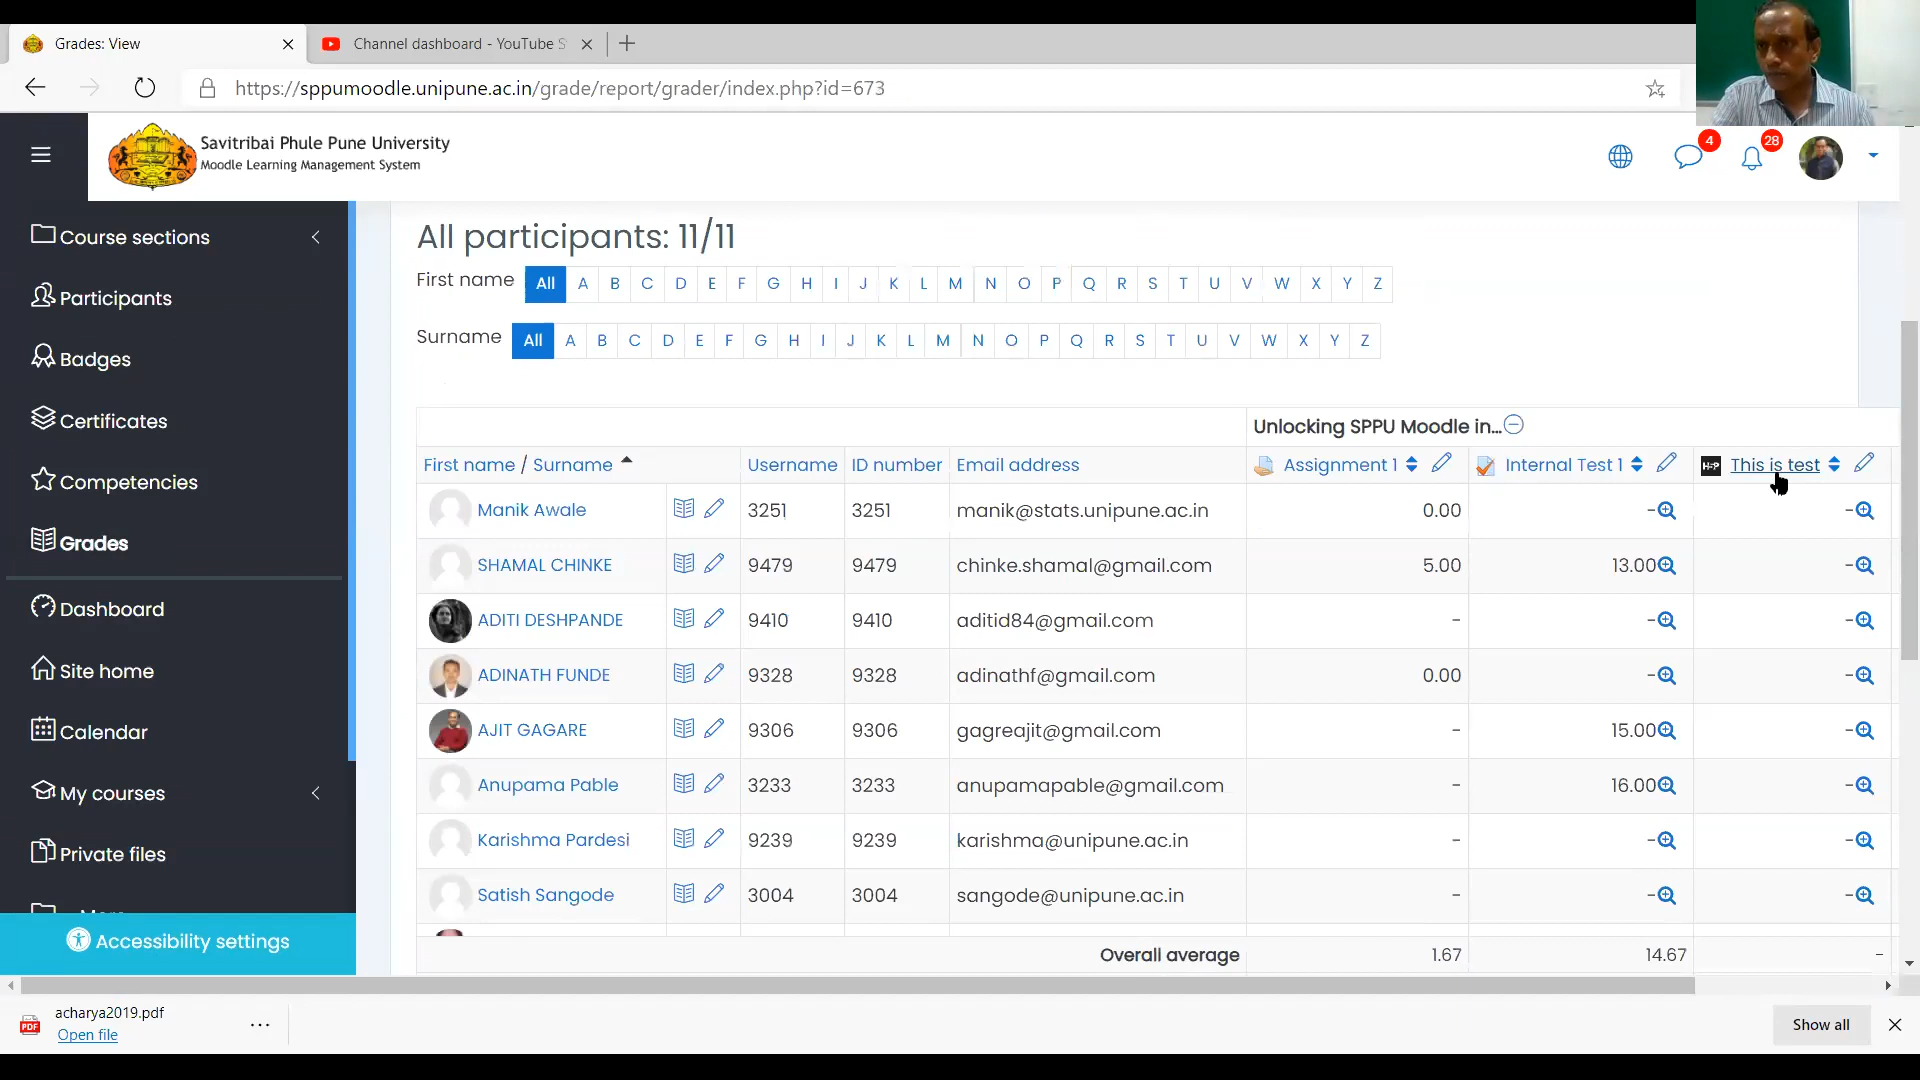 Grades: View
Channel dashboard - YouTube S
https://sppumoodle.unipune.ac.in/grade/report/grader/index.php?id=673
Savitribai Phule Pune University
Moodle Learning Management System
4
28
Course sections
Participants
Badges
Certificates
Competencies
Grades
Dashboard
Site home
Calendar
My courses
Private files
Accessibility settings
All participants: 11/11
First name All A B C D E F G H I J K L M N O P Q R S T U V W X Y Z
Surname All A B C D E F G H I J K L M N O P Q R S T U V W X Y Z
Unlocking SPPU Moodle in...
First name / Surname Username ID number Email address Assignment 1 Internal Test 1 H-P This is test
Manik Awale 3251 3251 manik@stats.unipune.ac.in 0.00 - -
SHAMAL CHINKE 9479 9479 chinke.shamal@gmail.com 5.00 13.00 -
ADITI DESHPANDE 9410 9410 aditid84@gmail.com - - -
ADINATH FUNDE 9328 9328 adinathf@gmail.com 0.00 - -
AJIT GAGARE 9306 9306 gagreajit@gmail.com - 15.00 -
Anupama Pable 3233 3233 anupamapable@gmail.com - 16.00 -
Karishma Pardesi 9239 9239 karishma@unipune.ac.in - - -
Satish Sangode 3004 3004 sangode@unipune.ac.in - - -
Overall average 1.67 14.67 -
PDF
acharya2019.pdf
Open file
...
Show all